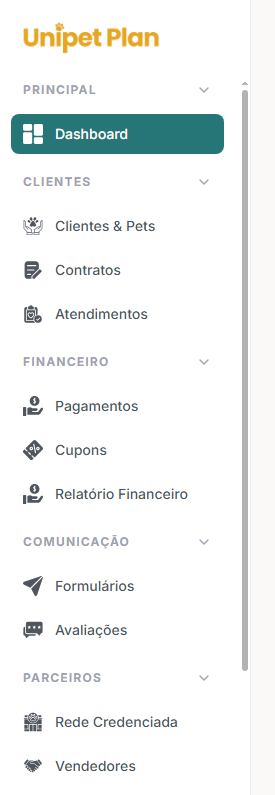 Unipet Plan
PRINCIPAL
Dashboard
CLIENTES
Clientes & Pets
Contratos
Atendimentos
FINANCEIRO
Pagamentos
Cupons
Relatório Financeiro
COMUNICAÇÃO
Formulários
Avaliações
PARCEIROS
Rede Credenciada
Vendedores